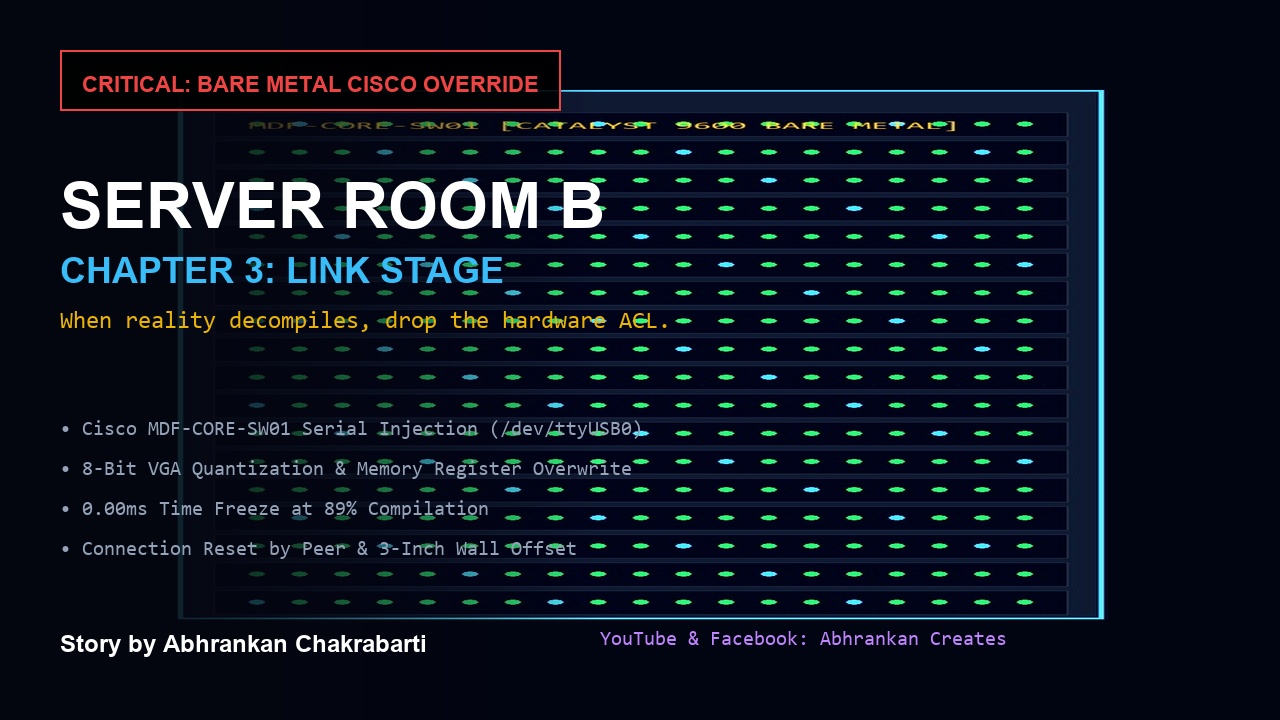 CRITICAL: BARE METAL CISCO OVERRIDE
MDF-CORE-SW01 [CATALYST 9600 BARE METAL]
SERVER ROOM B
CHAPTER 3: LINK STAGE
When reality decompiles, drop the hardware ACL.
• Cisco MDF-CORE-SW01 Serial Injection (/dev/ttyUSB0)
• 8-Bit VGA Quantization & Memory Register Overwrite
• 0.00ms Time Freeze at 89% Compilation
• Connection Reset by Peer & 3-Inch Wall Offset
Story by Abhrankan Chakrabarti
YouTube & Facebook: Abhrankan Creates